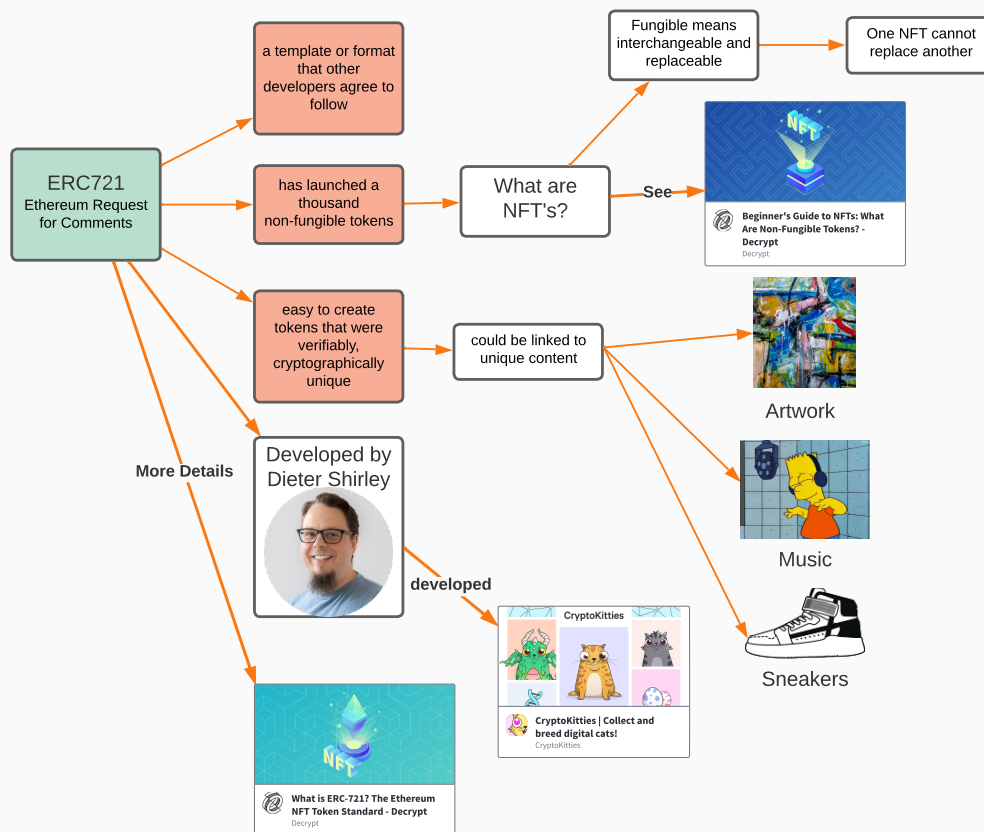 a template or format
that other
developers agree to
follow
Fungible means
interchangeable and
replaceable
One NFT cannot
replace another
ERC721
Ethereum Request
for Comments
has launched a
thousand
non-fungible tokens
What are
NFT's?
See
NFT
Beginner's Guide to NFTs: What
Are Non-Fungible Tokens? -
Decrypt
Decrypt
easy to create
tokens that were
verifiably,
cryptographically
unique
could be linked to
unique content
Artwork
Music
Sneakers
More Details
Developed by
Dieter Shirley
developed
CryptoKitties
CryptoKitties | Collect and
breed digital cats!
CryptoKitties
NFT
What is ERC-721? The Ethereum
NFT Token Standard - Decrypt
Decrypt